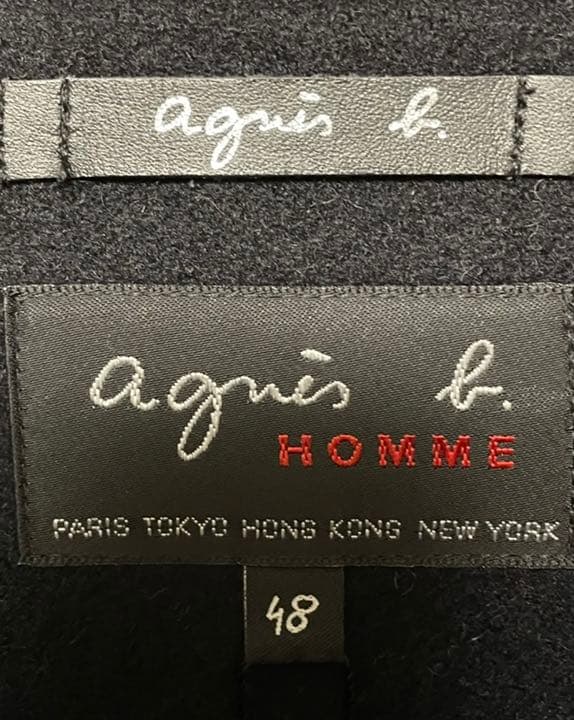 agnès b.
agnès b.
HOMME
PARIS TOKYO HONG KONG NEW YORK
48